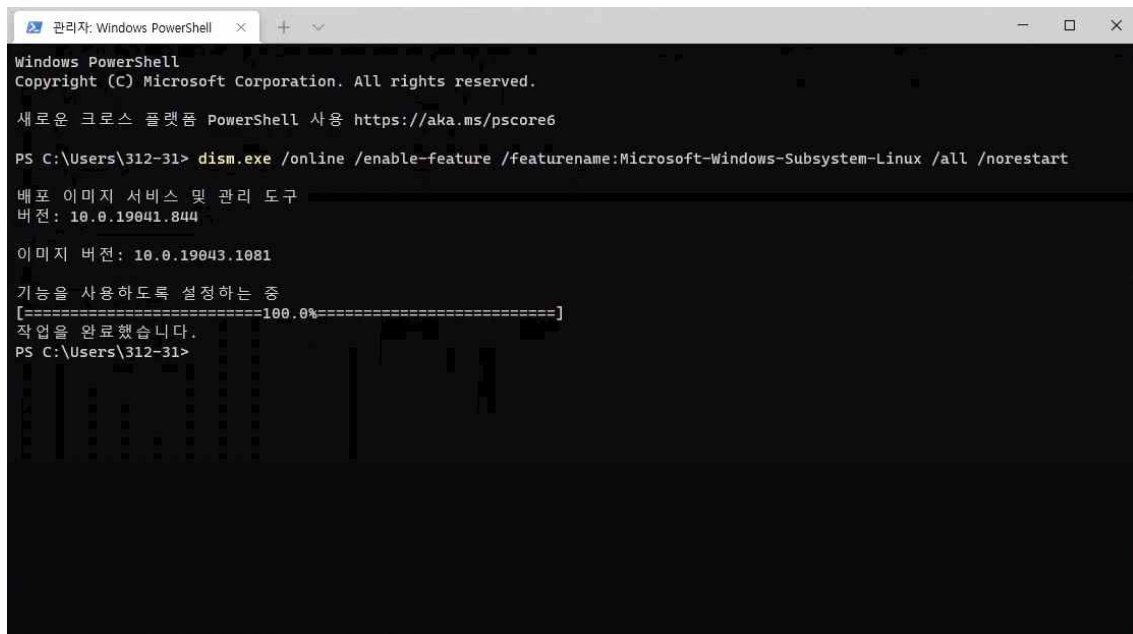 관리자: Windows PowerShell
Windows PowerShell
Copyright (C) Microsoft Corporation. All rights reserved.
새로운 크로스 플랫폼 PowerShell 사용 https://aka.ms/pscore6
PS C:\Users\312-31> dism.exe /online /enable-feature /featurename:Microsoft-Windows-Subsystem-Linux /all /norestart
배포 이미지 서비스 및 관리 도구
버전: 10.0.19041.844
이미지 버전: 10.0.19043.1081
기능을 사용하도록 설정하는 중
[==========================100.0%==========================]
작업을 완료했습니다.
PS C:\Users\312-31>